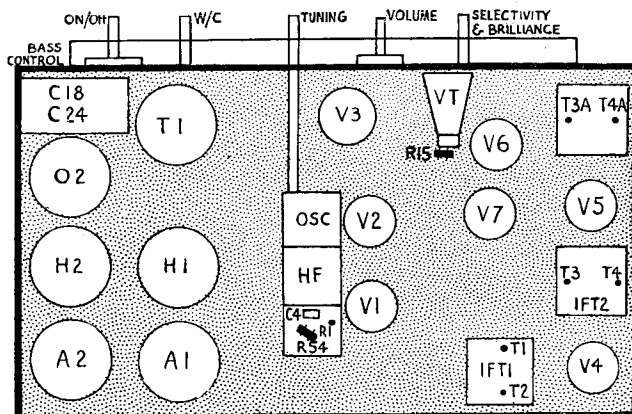 ON/OFF W/C TUNING VOLUME SELECTIVITY
& BRILLIANCE
BASS
CONTROL
C18
C24
T1
V3
VT
T3A T4A
R15
V6
O2
OSC
V2
V7
V5
H2
H1
HF
V1
T3 T4
IFT2
C4
R1
R54
A2
A1
T1
IFT1
T2
V4